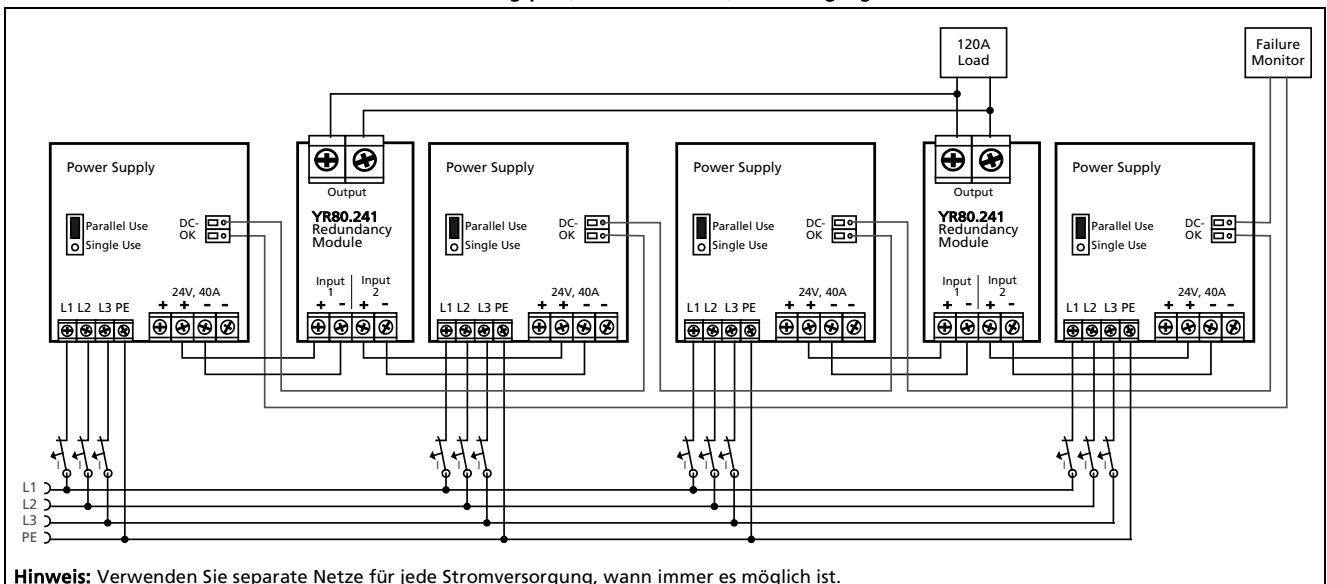 120A
Load
Failure
Monitor
Power Supply
Parallel Use
Single Use
DC-
OK
24V, 40A
+ + - -
L1 L2 L3 PE
Output
YR80.241
Redundancy
Module
Input
1
Input
2
+ - + -
Power Supply
Parallel Use
Single Use
DC-
OK
24V, 40A
+ + - -
L1 L2 L3 PE
Power Supply
Parallel Use
Single Use
DC-
OK
24V, 40A
+ + - -
L1 L2 L3 PE
Output
YR80.241
Redundancy
Module
Input
1
Input
2
+ - + -
Power Supply
Parallel Use
Single Use
DC-
OK
24V, 40A
+ + - -
L1 L2 L3 PE
I I I
I I I
I I I
I I I
L1
L2
L3
PE
Hinweis: Verwenden Sie separate Netze für jede Stromversorgung, wann immer es möglich ist.